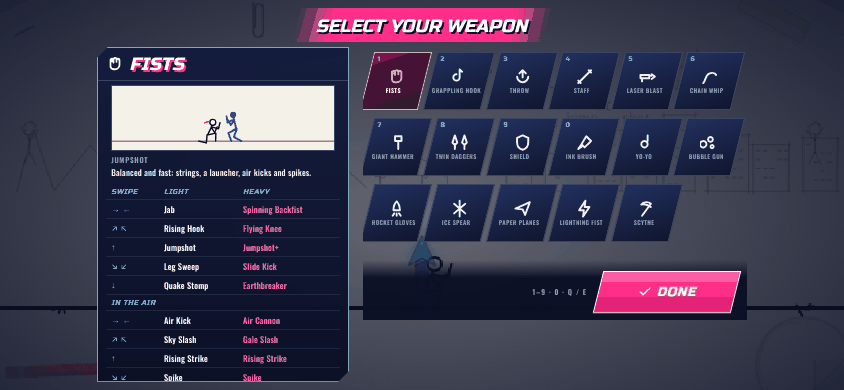 SELECT YOUR WEAPON
FISTS
JUMPSHOT
Balanced and fast: strings, a launcher, air kicks and spikes.
SWIPE LIGHT HEAVY
→ ← Jab Spinning Backfist
↗ ↖ Rising Hook Flying Knee
↑ Jumpshot Jumpshot+
↘ ↙ Leg Sweep Slide Kick
↓ Quake Stomp Earthbreaker
IN THE AIR
→ ← Air Kick Air Cannon
↗ ↖ Sky Slash Gale Slash
↑ Rising Strike Rising Strike
↘ ↙ Spike Spike
1 2 3 4 5 6
FISTS GRAPPLING HOOK THROW STAFF LASER BLAST CHAIN WHIP
7 8 9 0
GIANT HAMMER TWIN DAGGERS SHIELD INK BRUSH YO-YO BUBBLE GUN
ROCKET GLOVES ICE SPEAR PAPER PLANES LIGHTNING FIST SCYTHE
1–9 · 0 · Q / E
DONE